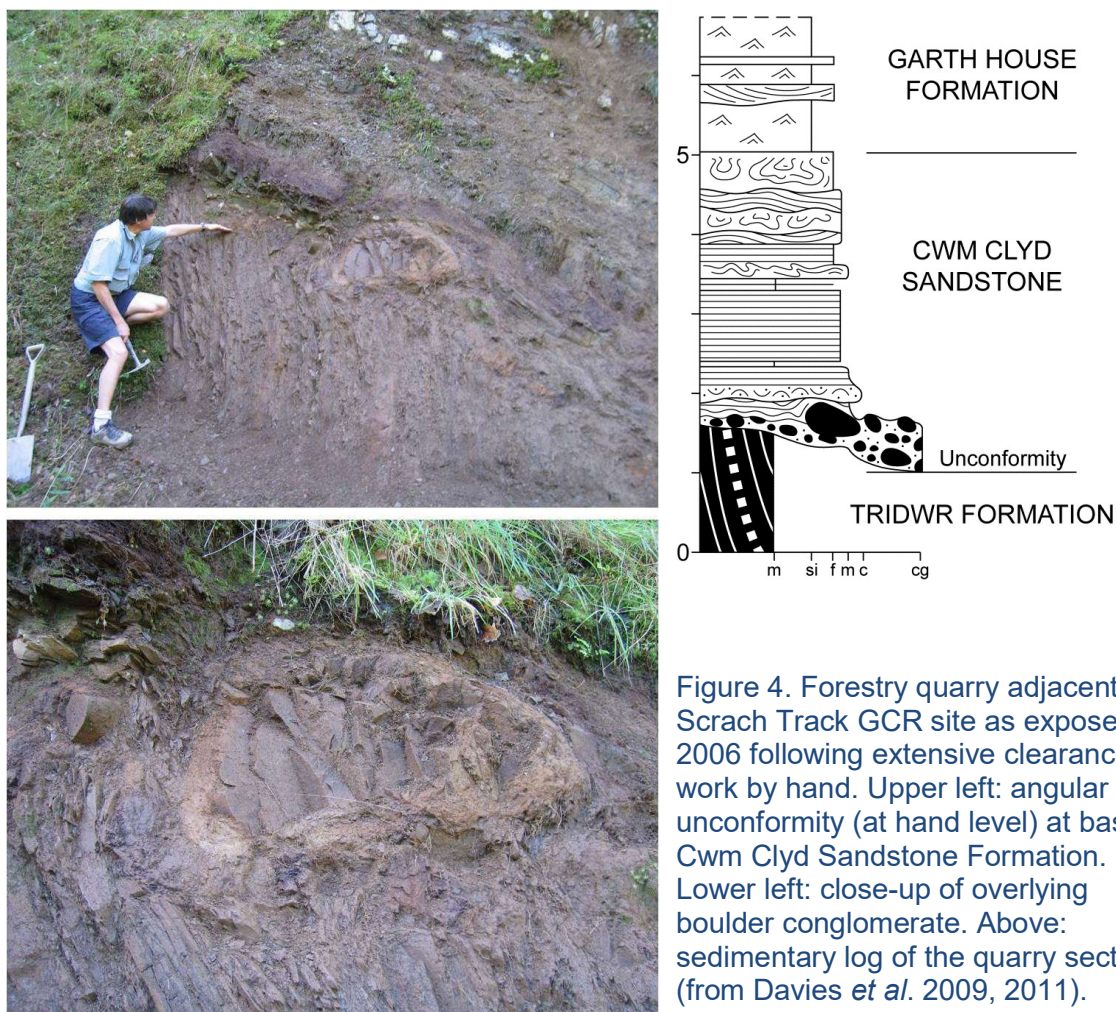 GARTH HOUSE
FORMATION
5
CWM CLYD
SANDSTONE
Unconformity
TRIDWR FORMATION
0
m si f m c cg
Figure 4. Forestry quarry adjacent
Scrach Track GCR site as expose
2006 following extensive clearanc
work by hand. Upper left: angular
unconformity (at hand level) at bas
Cwm Clyd Sandstone Formation.
Lower left: close-up of overlying
boulder conglomerate. Above:
sedimentary log of the quarry sect
(from Davies et al. 2009, 2011).